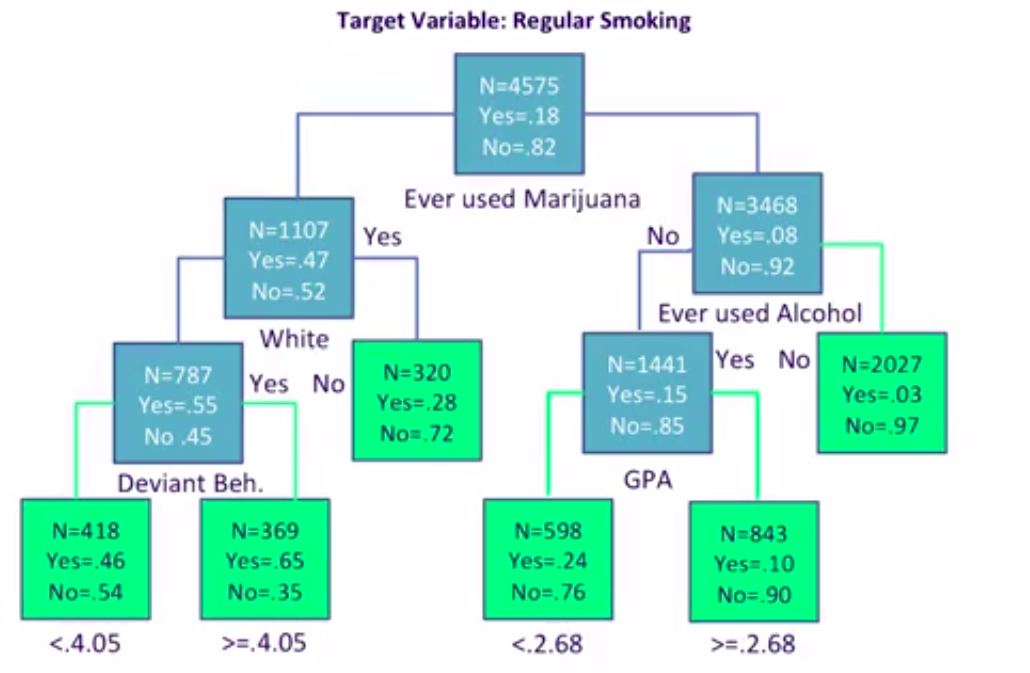 Target Variable: Regular Smoking
N=4575
Yes=.18
No=.82
Ever used Marijuana
N=1107
Yes=.47
No=.52
Yes
No
N=3468
Yes=.08
No=.92
White
Ever used Alcohol
N=787
Yes=.55
No .45
Yes No
N=320
Yes=.28
No=.72
N=1441
Yes=.15
No=.85
Yes No
N=2027
Yes=.03
No=.97
Deviant Beh.
GPA
N=418
Yes=.46
No=.54
N=369
Yes=.65
No=.35
N=598
Yes=.24
No=.76
N=843
Yes=.10
No=.90
<.4.05
>=.4.05
<.2.68
>=.2.68